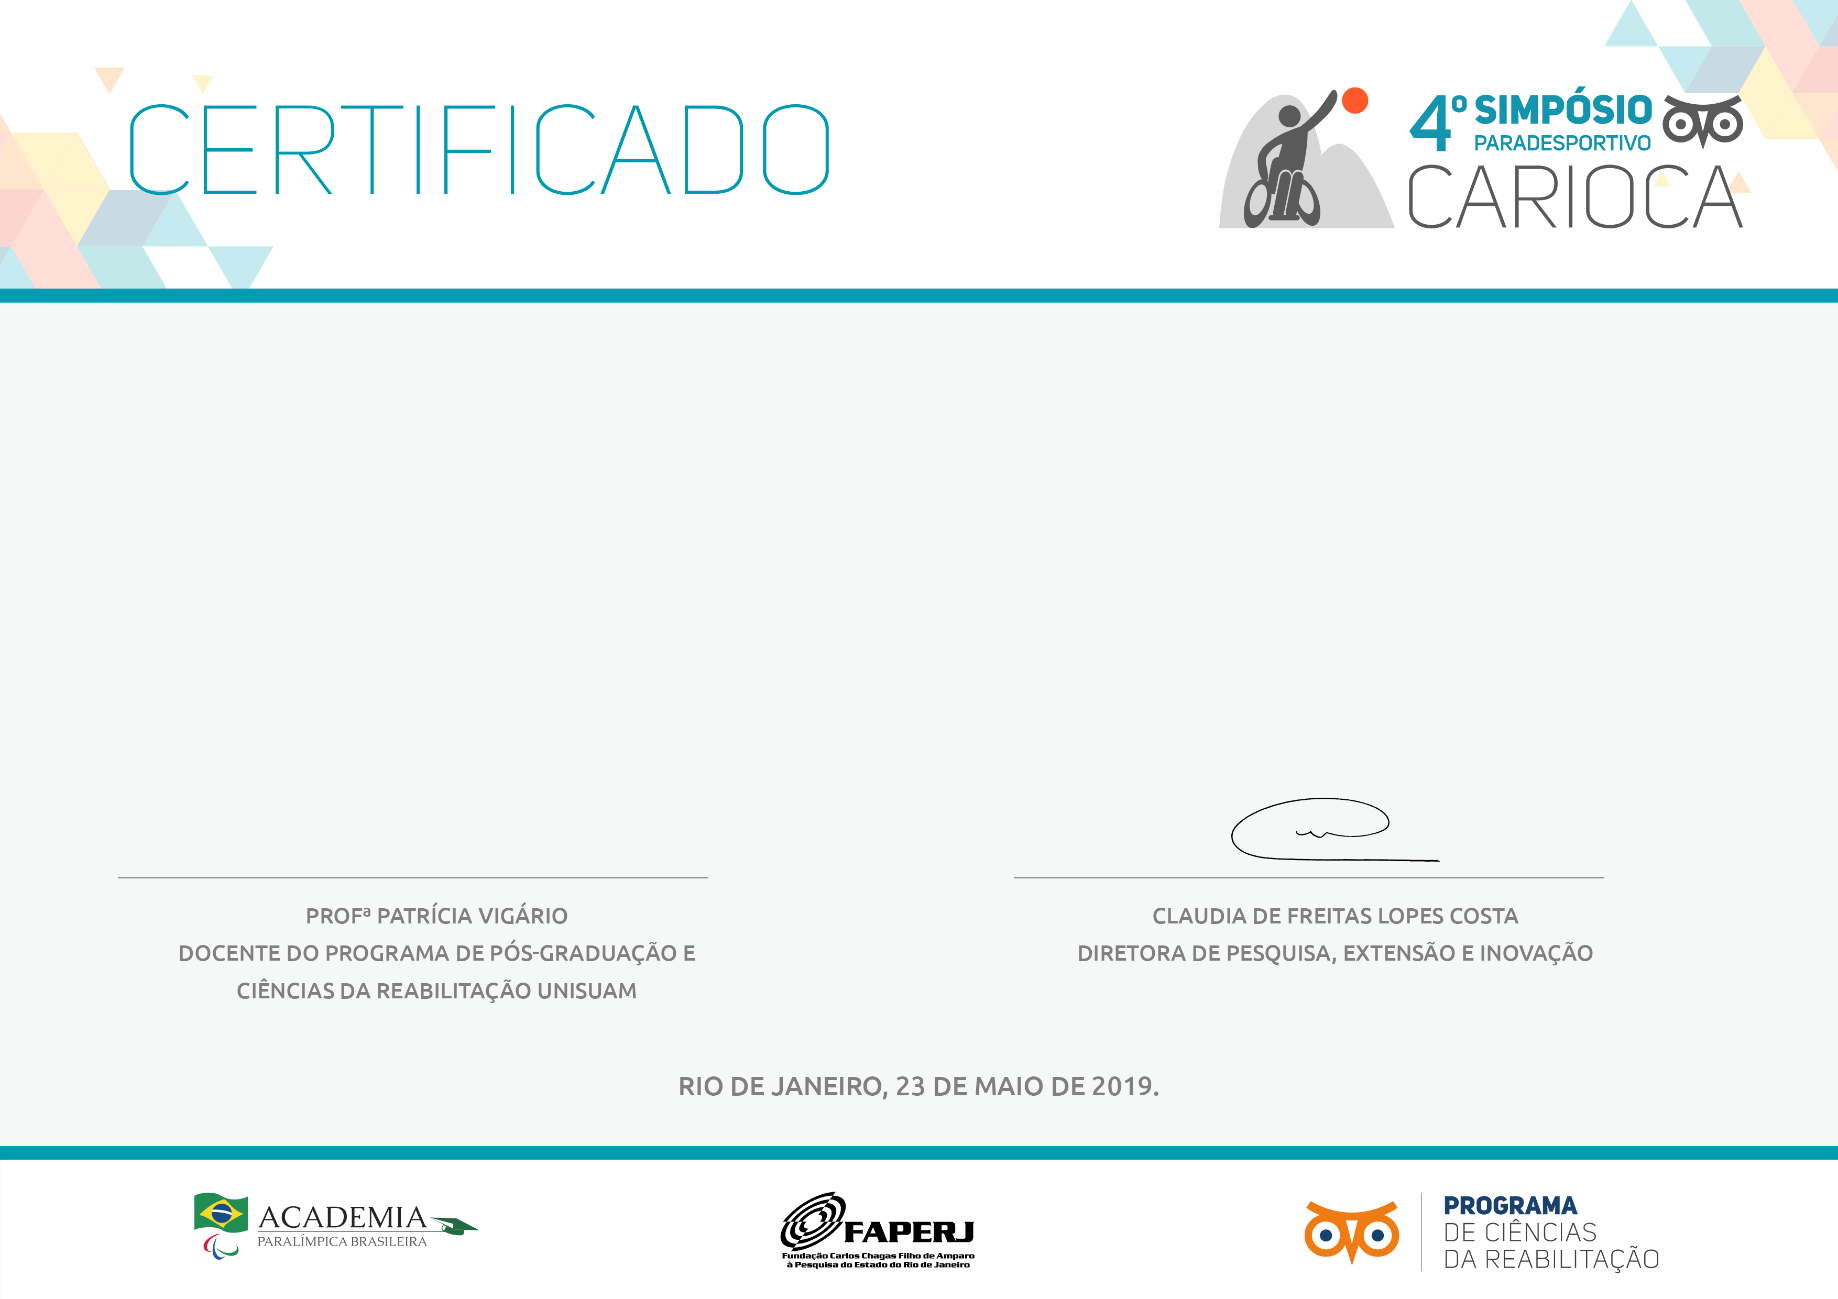 CERTIFICADO
4º SIMPÓSIO
PARADESPORTIVO
CARIOCA
PROFª PATRÍCIA VIGÁRIO
DOCENTE DO PROGRAMA DE PÓS-GRADUAÇÃO E
CIÊNCIAS DA REABILITAÇÃO UNISUAM
CLAUDIA DE FREITAS LOPES COSTA
DIRETORA DE PESQUISA, EXTENSÃO E INOVAÇÃO
RIO DE JANEIRO, 23 DE MAIO DE 2019.
ACADEMIA
PARALÍMPICA BRASILEIRA
FAPERJ
Fundação Carlos Chagas Filho de Amparo
à Pesquisa do Estado do Rio de Janeiro
PROGRAMA
DE CIÊNCIAS
DA REABILITAÇÃO